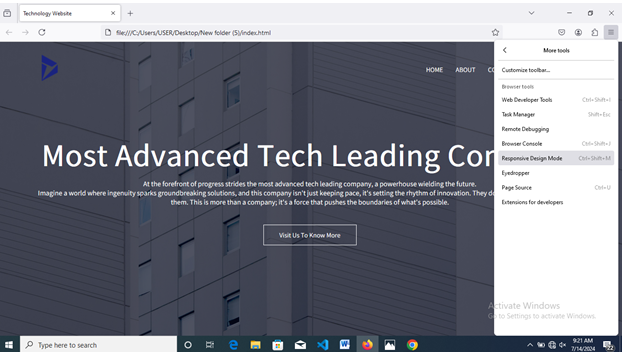 Technology Website
file:///C:/Users/USER/Desktop/New folder (5)/index.html
More tools
Customize toolbar...
Browser tools
Web Developer Tools Ctrl+Shift+I
Task Manager Shift+Esc
Remote Debugging
Browser Console Ctrl+Shift+J
Responsive Design Mode Ctrl+Shift+M
Eyedropper
Page Source Ctrl+U
Extensions for developers
HOME ABOUT
Most Advanced Tech Leading
At the forefront of progress strides the most advanced tech leading company, a powerhouse wielding the future.
Imagine a world where ingenuity sparks groundbreaking solutions, and this company isn't just keeping pace, it's setting the rhythm of innovation. They
them. This is more than a company; it's a force that pushes the boundaries of what's possible.
Visit Us To Know More
Activate Windows
Go to Settings to activate Windows.
Type here to search
9:21 AM
7/14/2024
22